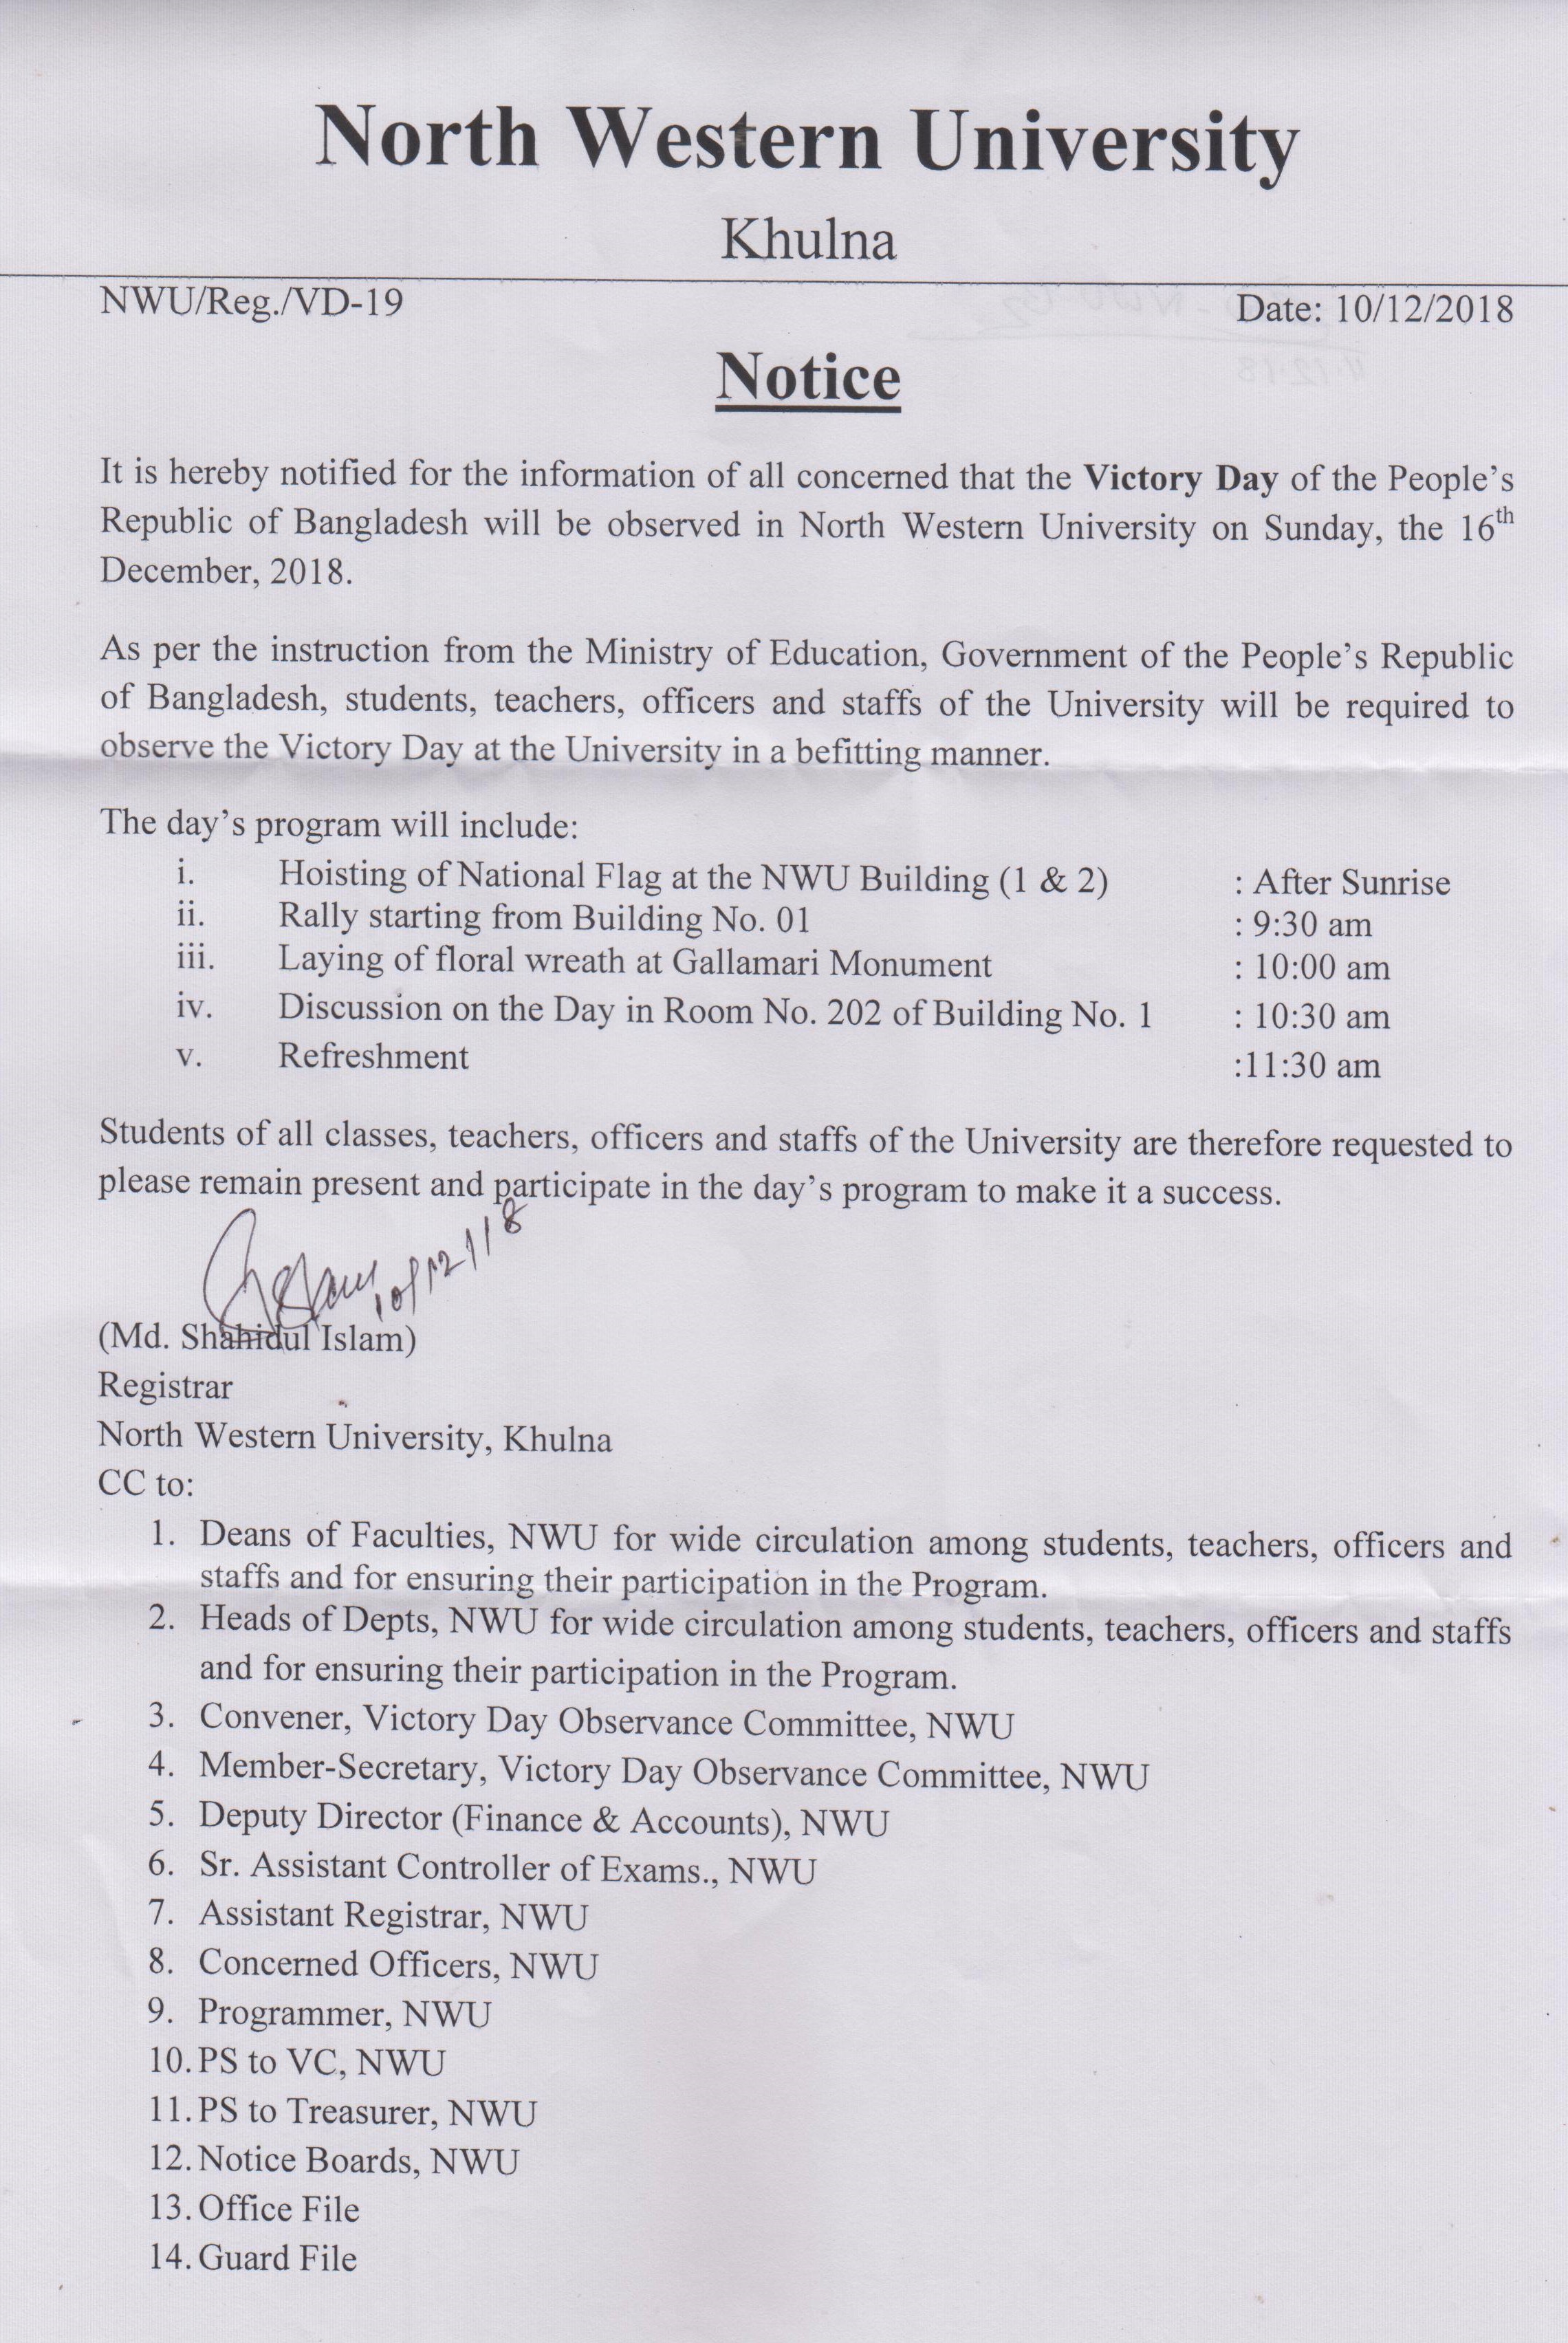 North Western University
Khulna
NWU/Reg./VD-19 Date: 10/12/2018
Notice
It is hereby notified for the information of all concerned that the Victory Day of the People’s
Republic of Bangladesh will be observed in North Western University on Sunday, the 16th
December, 2018.
As per the instruction from the Ministry of Education, Government of the People’s Republic
of Bangladesh, students, teachers, officers and staffs of the University will be required to
observe the Victory Day at the University in a befitting manner.
The day’s program will include:
i. Hoisting of National Flag at the NWU Building (1 & 2) : After Sunrise
ii. Rally starting from Building No. 01 : 9:30 am
iii. Laying of floral wreath at Gallamari Monument : 10:00 am
iv. Discussion on the Day in Room No. 202 of Building No. 1 : 10:30 am
v. Refreshment :11:30 am
Students of all classes, teachers, officers and staffs of the University are therefore requested to
please remain present and participate in the day’s program to make it a success.
10/12/18
(Md. Shahidul Islam)
Registrar
North Western University, Khulna
CC to:
1. Deans of Faculties, NWU for wide circulation among students, teachers, officers and
staffs and for ensuring their participation in the Program.
2. Heads of Depts, NWU for wide circulation among students, teachers, officers and staffs
and for ensuring their participation in the Program.
3. Convener, Victory Day Observance Committee, NWU
4. Member-Secretary, Victory Day Observance Committee, NWU
5. Deputy Director (Finance & Accounts), NWU
6. Sr. Assistant Controller of Exams., NWU
7. Assistant Registrar, NWU
8. Concerned Officers, NWU
9. Programmer, NWU
10. PS to VC, NWU
11. PS to Treasurer, NWU
12. Notice Boards, NWU
13. Office File
14. Guard File